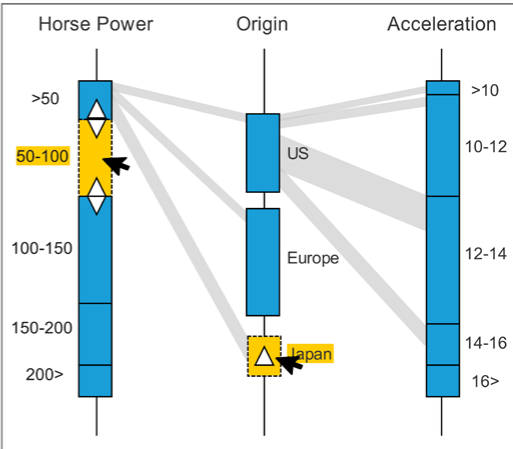 Horse Power
Origin
Acceleration
>50
50-100
100-150
150-200
200>
US
Europe
Japan
>10
10-12
12-14
14-16
16>